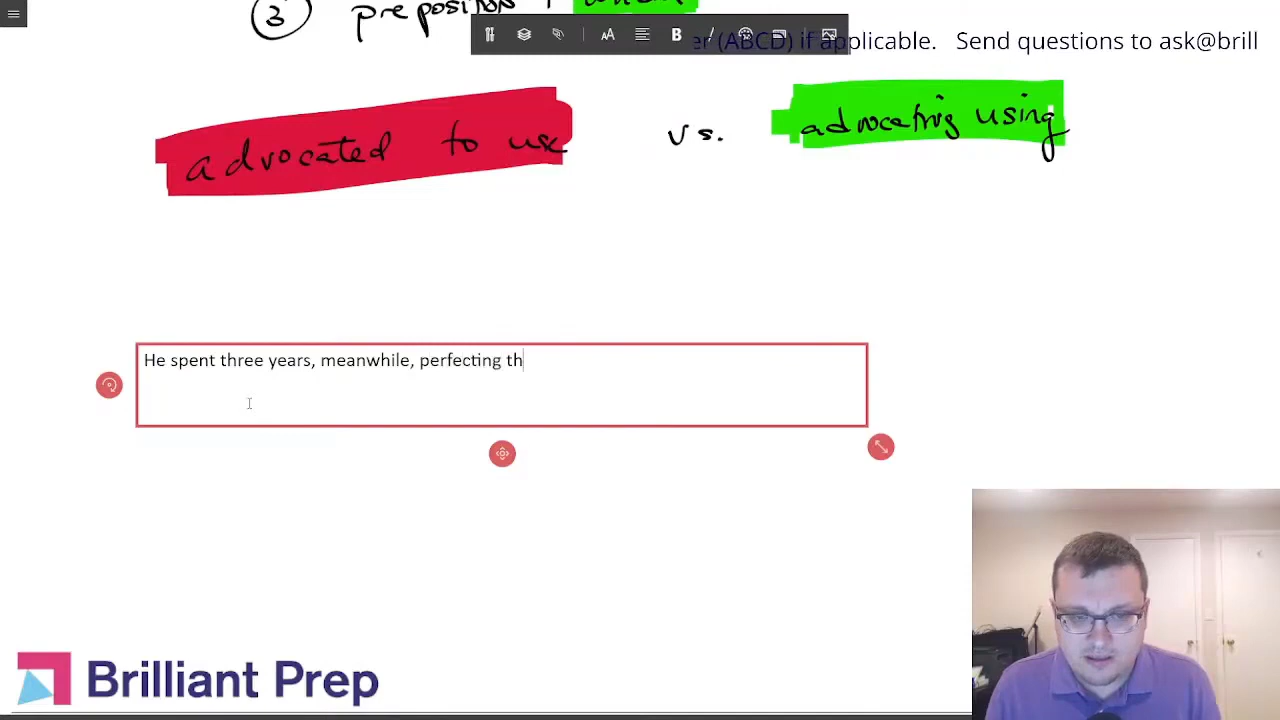 3 preposition + whom
er (ABCD) if applicable. Send questions to ask@brill
advocated to use vs. advocating using
He spent three years, meanwhile, perfecting th
Brilliant Prep